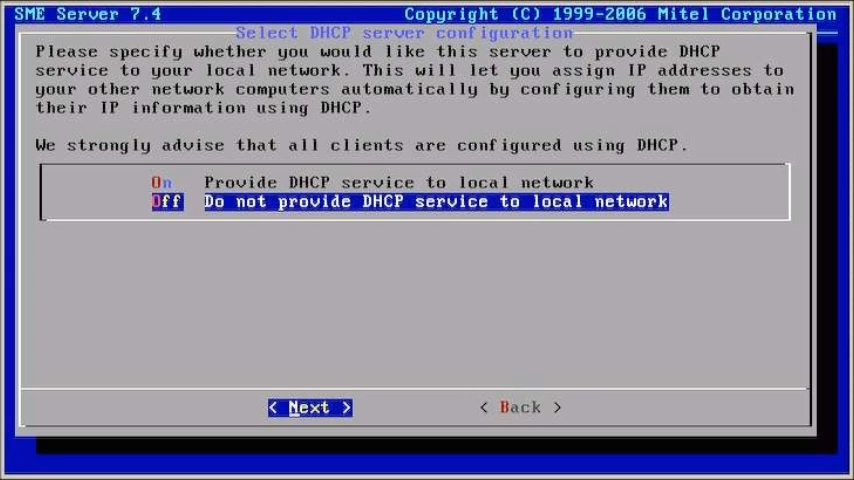 SME Server 7.4 Copyright (C) 1999-2006 Mitel Corporation
Select DHCP server configuration
Please specify whether you would like this server to provide DHCP
service to your local network. This will let you assign IP addresses to
your other network computers automatically by configuring them to obtain
their IP information using DHCP.
We strongly advise that all clients are configured using DHCP.
On Provide DHCP service to local network
Off Do not provide DHCP service to local network
< Next > < Back >